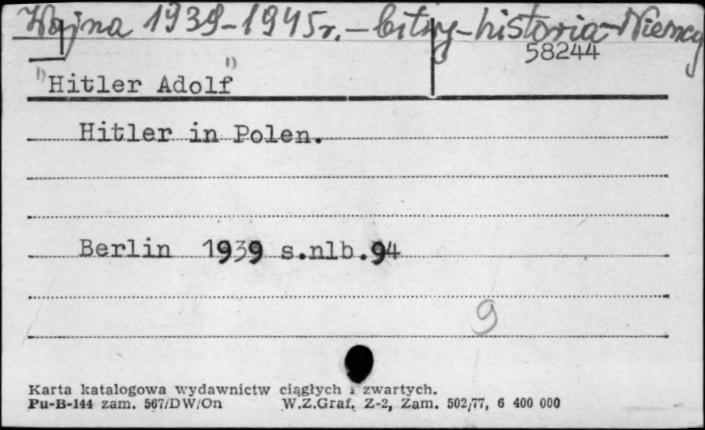 Wojna 1939-1945r. - bitwy - historia - Niemcy
58244
"Hitler Adolf"
Hitler in Polen.
Berlin 1939 s.nlb.94
9
Karta katalogowa wydawnictw ciągłych i zwartych.
Pu-B-144 zam. 567/DW/On W.Z.Graf. Z-2, Zam. 502/77, 6 400 000